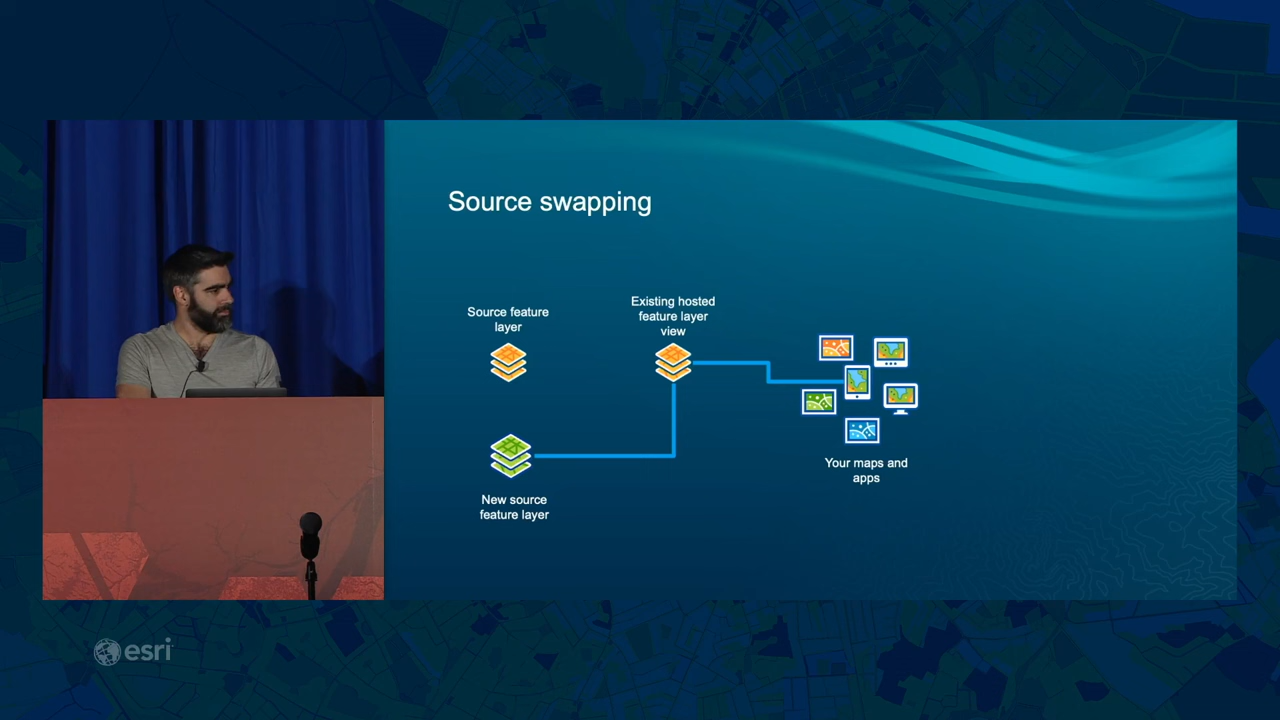 Source swapping
Existing hosted
feature layer
view
Source feature
layer
Your maps and
apps
New source
feature layer
esri